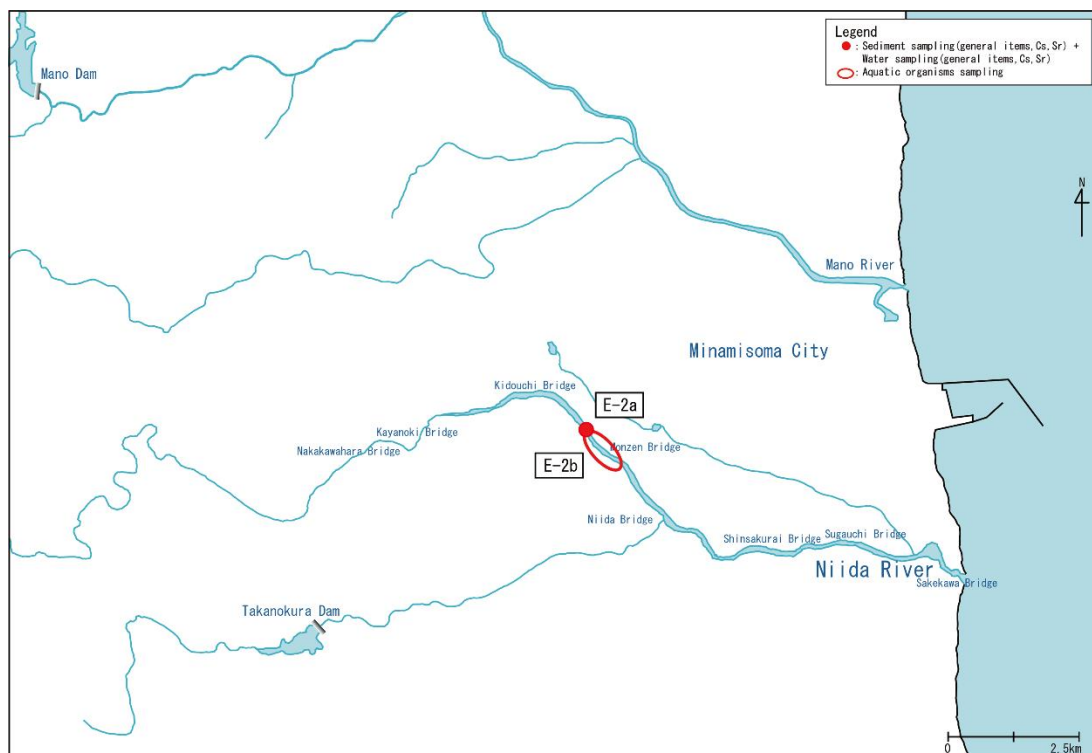 Legend
: Sediment sampling(general items,Cs,Sr) +
Water sampling(general items,Cs,Sr)
: Aquatic organisms sampling
Mano Dam
N
Mano River
Minamisoma City
Kidouchi Bridge
E-2a
Kayanoki Bridge
Nakakawahara Bridge
Monzen Bridge
E-2b
Niida Bridge
Shinsakurai Bridge
Sugauchi Bridge
Niida River
Sakekawa Bridge
Takanokura Dam
0 2.5km